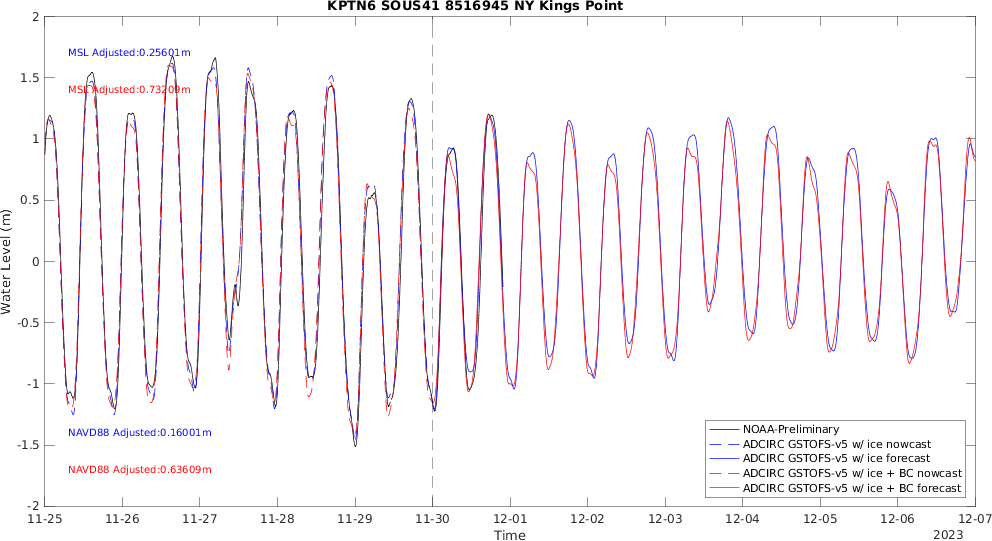 KPTN6 SOUS41 8516945 NY Kings Point
2
1.5
1
0.5
0
-0.5
-1
-1.5
-2
Water Level (m)
MSL Adjusted:0.25601m
MSL Adjusted:0.73209m
NAVD88 Adjusted:0.16001m
NAVD88 Adjusted:0.63609m
NOAA-Preliminary
ADCIRC GSTOFS-v5 w/ ice nowcast
ADCIRC GSTOFS-v5 w/ ice forecast
ADCIRC GSTOFS-v5 w/ ice + BC nowcast
ADCIRC GSTOFS-v5 w/ ice + BC forecast
11-25 11-26 11-27 11-28 11-29 11-30 12-01 12-02 12-03 12-04 12-05 12-06 12-07
Time
2023